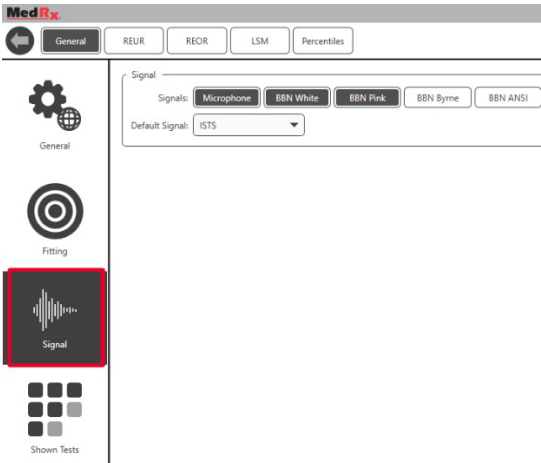 MedRx
General REUR REOR LSM Percentiles
Signal
Signals: Microphone BBN White BBN Pink BBN Byrne BBN ANSI
Default Signal: ISTS
General
Fitting
Signal
Shown Tests